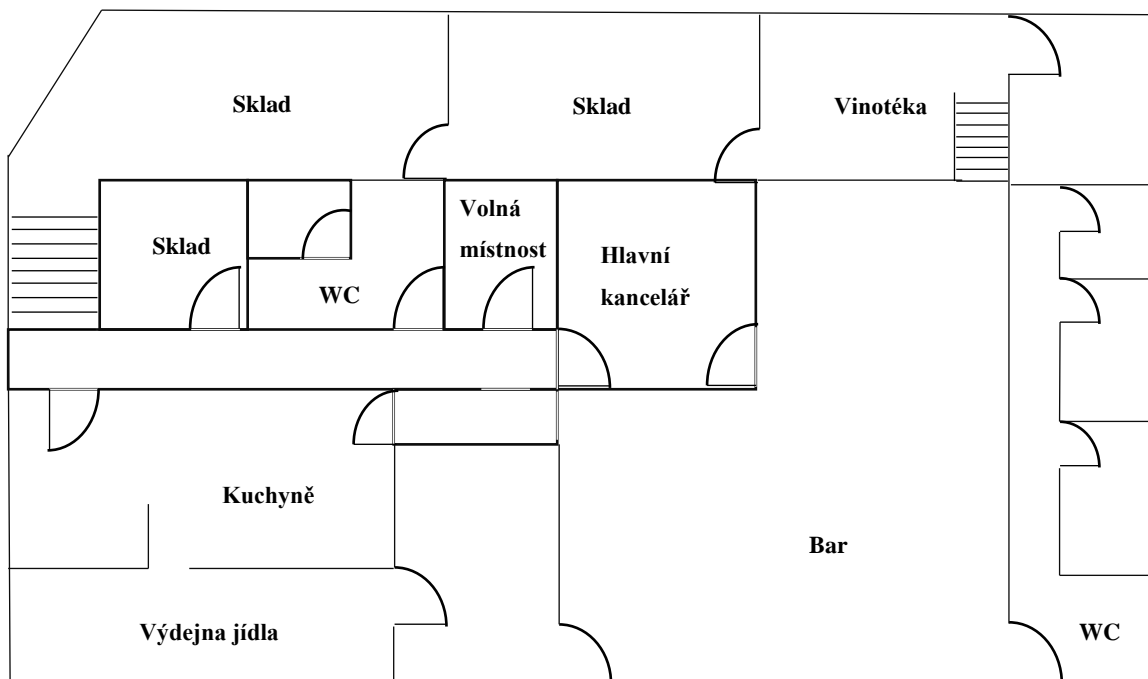 Sklad
Sklad
Vinotéka
Sklad
WC
Volná
místnost
Hlavní
kancelář
Kuchyně
Bar
Výdejna jídla
WC